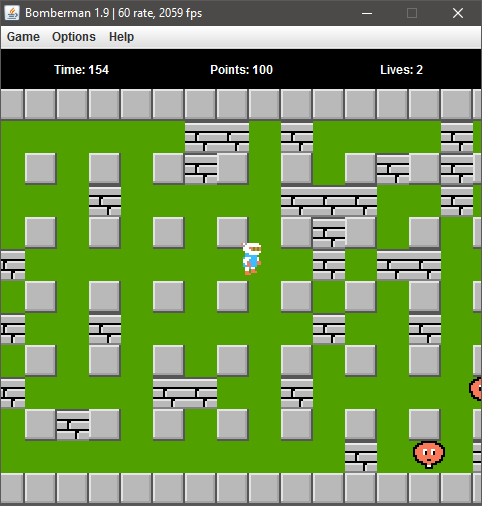 Bomberman 1.9 | 60 rate, 2059 fps
Game Options Help
Time: 154 Points: 100 Lives: 2